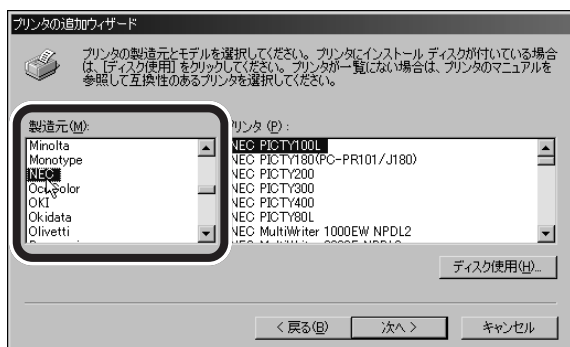 プリンタの追加ウィザード
プリンタの製造元とモデルを選択してください。プリンタにインストール ディスクが付いている場合
は、[ディスク使用] をクリックしてください。プリンタが一覧にない場合は、プリンタのマニュアルを
参照して互換性のあるプリンタを選択してください。
製造元(M):
Minolta
Monotype
NEC
OKI
Okidata
Olivetti
プリンタ (P) :
NEC PICTY100L
NEC PICTY180(PC-PR101/J180)
NEC PICTY200
NEC PICTY300
NEC PICTY400
NEC PICTY80L
NEC MultiWriter 1000EW NPDL2
ディスク使用(H)...
< 戻る(B)
次へ >
キャンセル